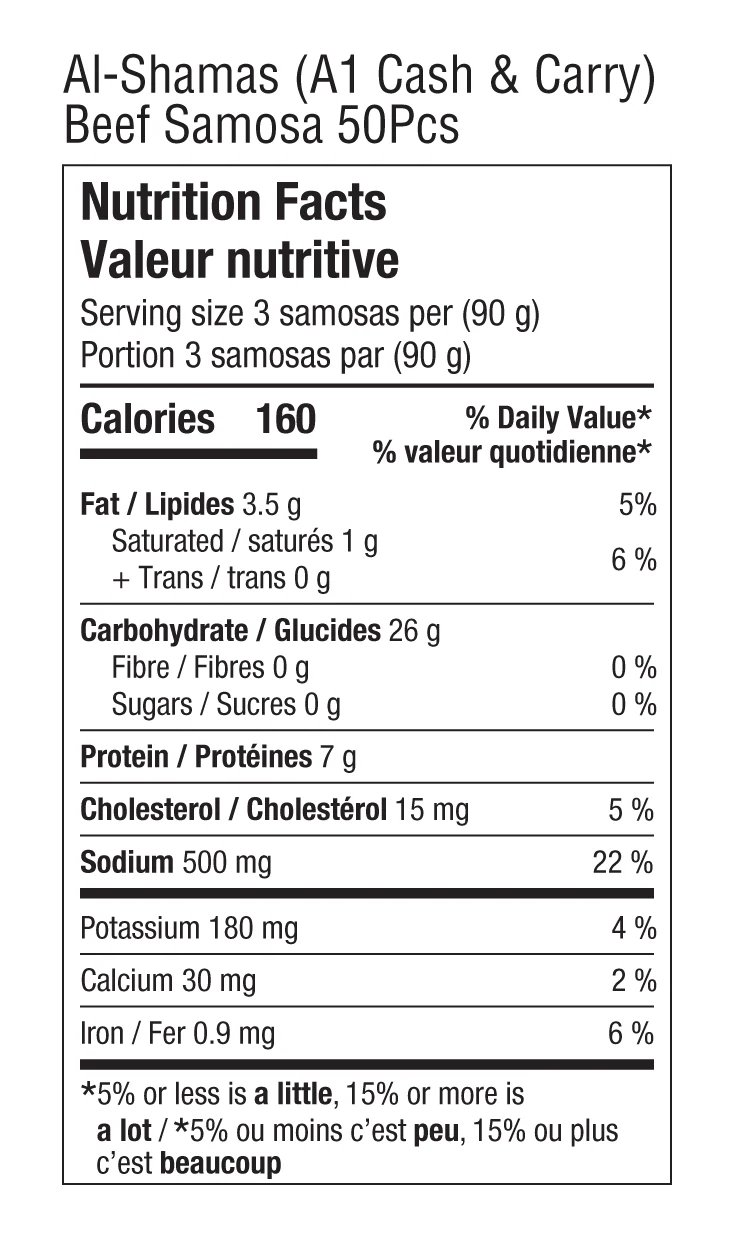 Al-Shamas (A1 Cash & Carry)
Beef Samosa 50Pcs
Nutrition Facts
Valeur nutritive
Serving size 3 samosas per (90 g)
Portion 3 samosas par (90 g)
Calories 160
% Daily Value*
% valeur quotidienne*
Fat / Lipides 3.5 g 5%
Saturated / saturés 1 g
+ Trans / trans 0 g 6 %
Carbohydrate / Glucides 26 g
Fibre / Fibres 0 g 0 %
Sugars / Sucres 0 g 0 %
Protein / Protéines 7 g
Cholesterol / Cholestérol 15 mg 5 %
Sodium 500 mg 22 %
Potassium 180 mg 4 %
Calcium 30 mg 2 %
Iron / Fer 0.9 mg 6 %
*5% or less is a little, 15% or more is
a lot / *5% ou moins c'est peu, 15% ou plus
c'est beaucoup